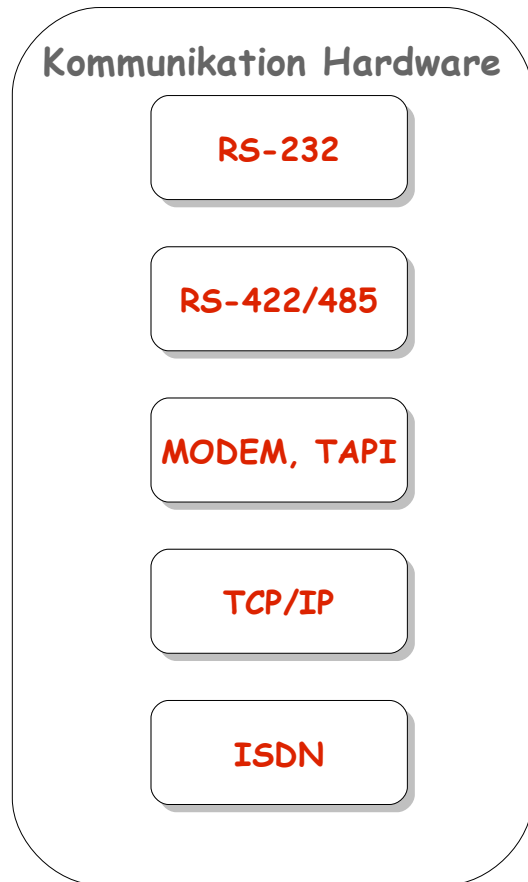 Kommunikation Hardware
RS-232
RS-422/485
MODEM, TAPI
TCP/IP
ISDN